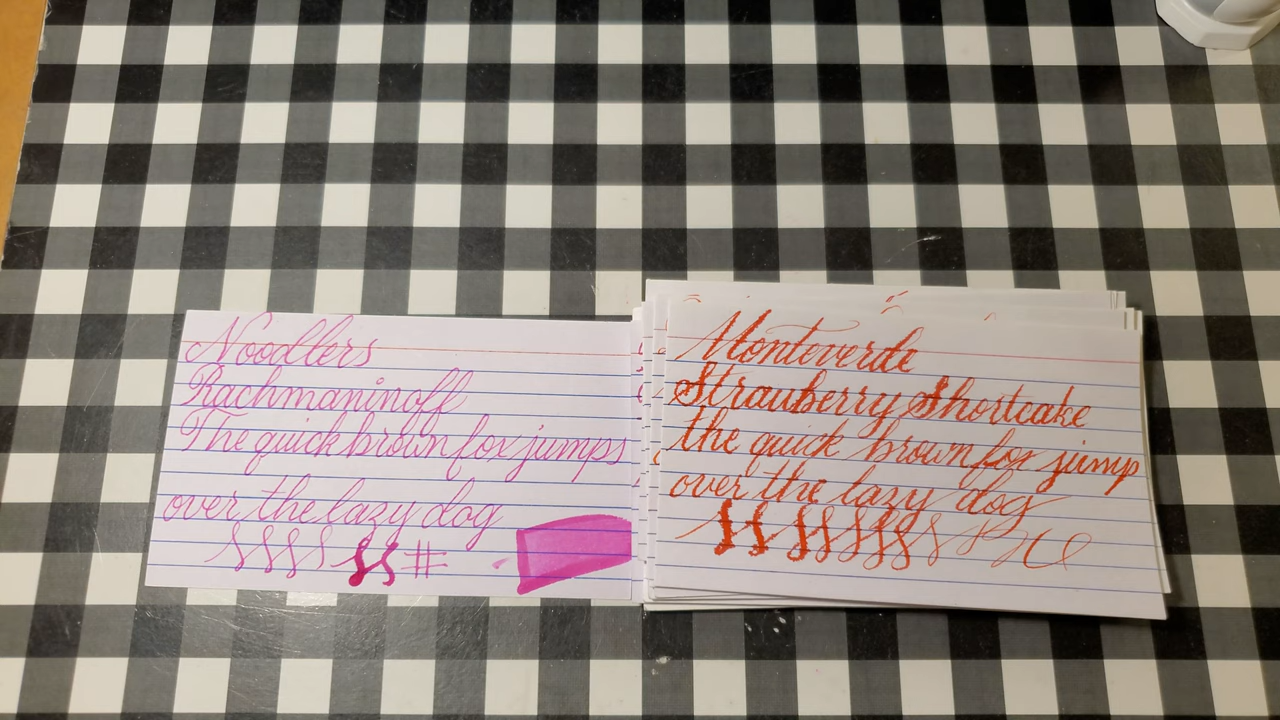 Noodlers
Rachmaninoff
The quick brown fox jumps
over the lazy dog
#
Monteverde
Strauberry Shortcake
the quick brown fox jump
over the lazy dog